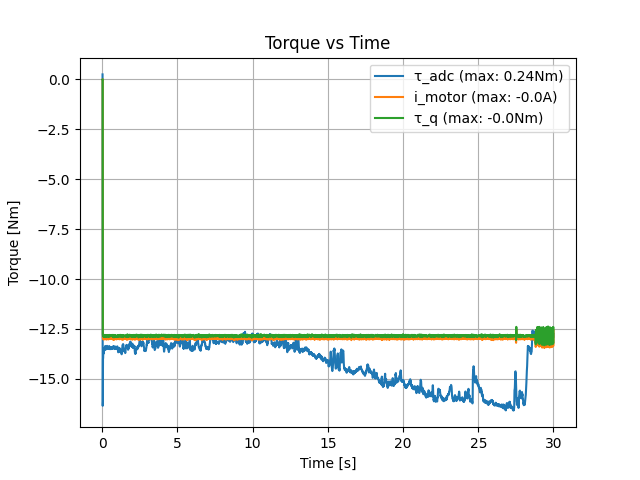 Torque vs Time
τ_adc (max: 0.24Nm)
i_motor (max: -0.0A)
τ_q (max: -0.0Nm)
Torque [Nm]
0.0
−2.5
−5.0
−7.5
−10.0
−12.5
−15.0
0 5 10 15 20 25 30
Time [s]